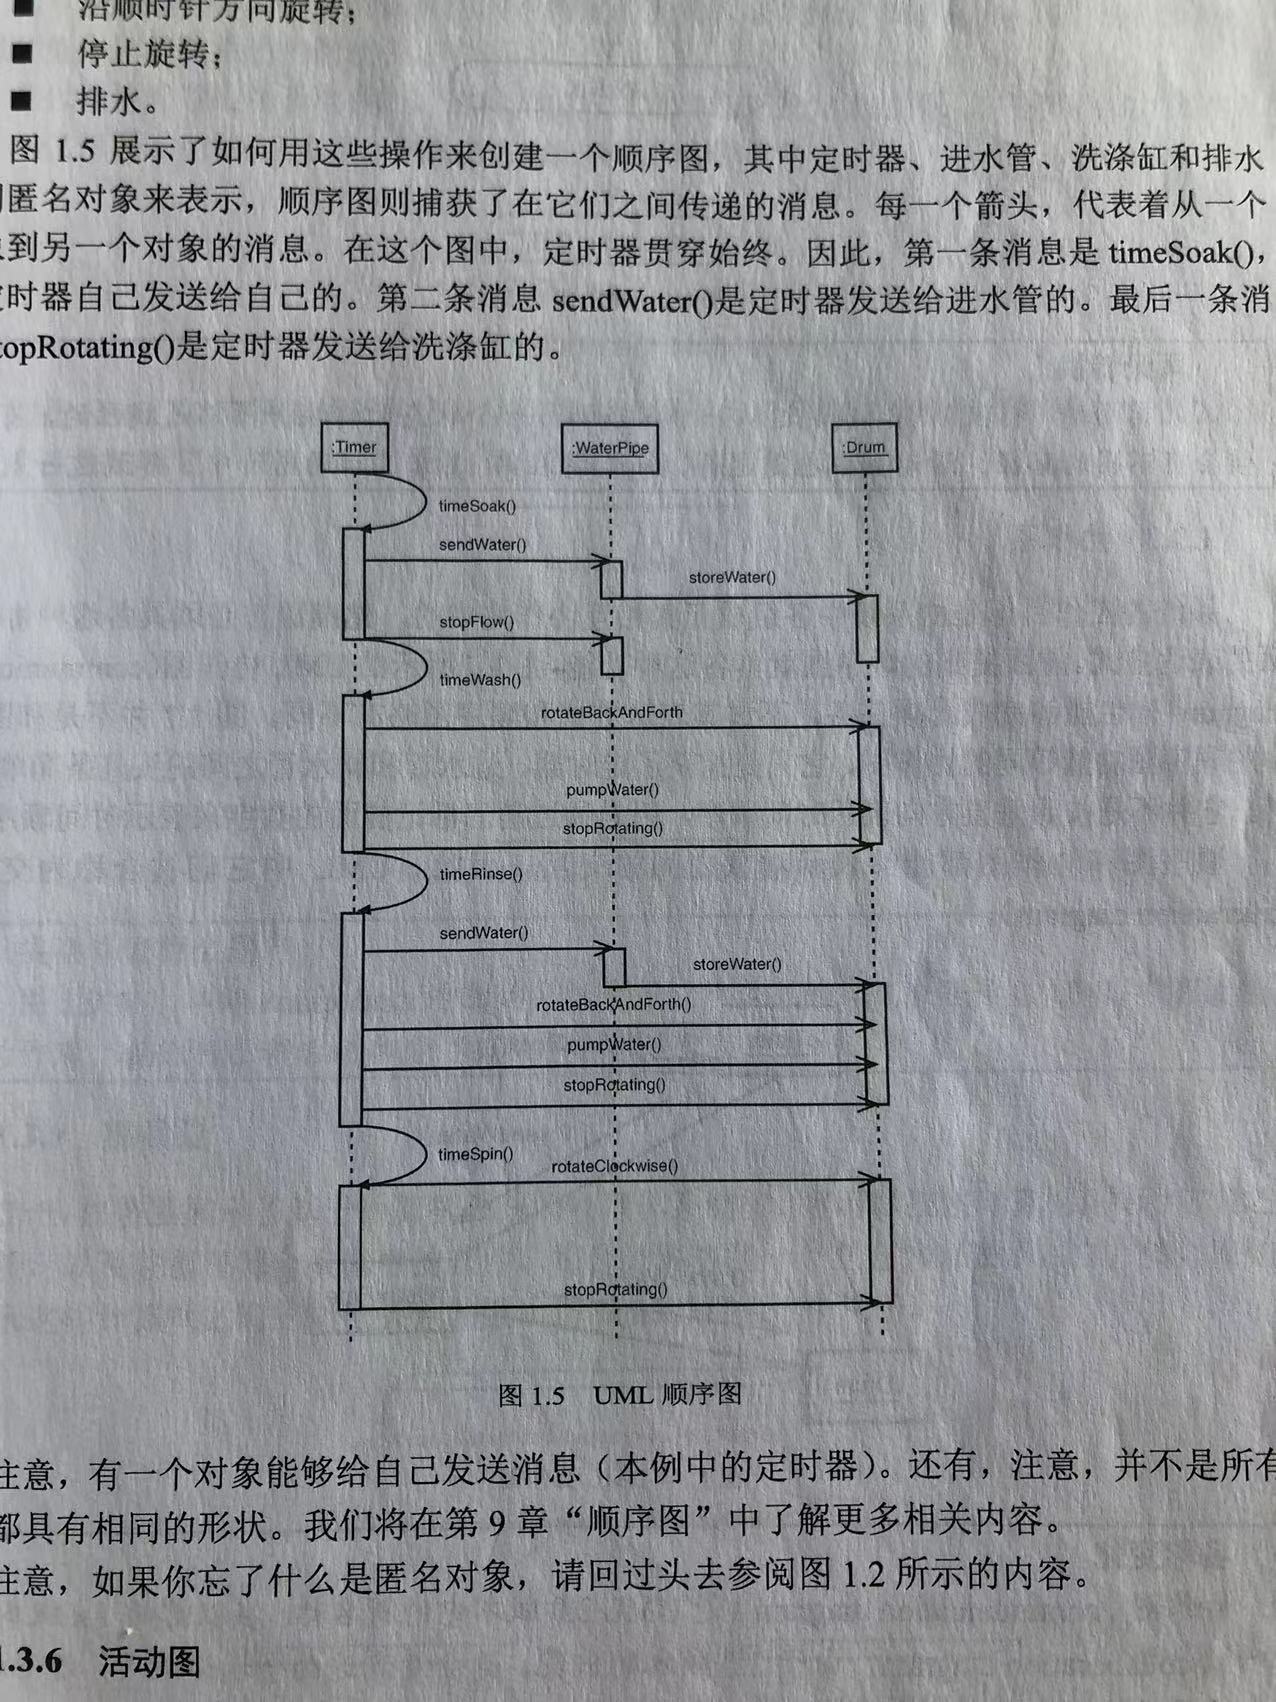 ■ 沿顺时针方向旋转；
■ 停止旋转；
■ 排水。
图 1.5 展示了如何用这些操作来创建一个顺序图，其中定时器、进水管、洗涤缸和排水
匿名对象来表示，顺序图则捕获了在它们之间传递的消息。每一个箭头，代表着从一个
到另一个对象的消息。在这个图中，定时器贯穿始终。因此，第一条消息是 timeSoak()，
时器自己发送给自己的。第二条消息 sendWater()是定时器发送给进水管的。最后一条消
topRotating()是定时器发送给洗涤缸的。
:Timer
:WaterPipe
:Drum
timeSoak()
sendWater()
storeWater()
stopFlow()
timeWash()
rotateBackAndForth
pumpWater()
stopRotating()
timeRinse()
sendWater()
storeWater()
rotateBackAndForth()
pumpWater()
stopRotating()
timeSpin()
rotateClockwise()
stopRotating()
图 1.5 UML 顺序图
注意，有一个对象能够给自己发送消息（本例中的定时器）。还有，注意，并不是所有
都具有相同的形状。我们将在第 9 章“顺序图”中了解更多相关内容。
注意，如果你忘了什么是匿名对象，请回过头去参阅图 1.2 所示的内容。
1.3.6 活动图